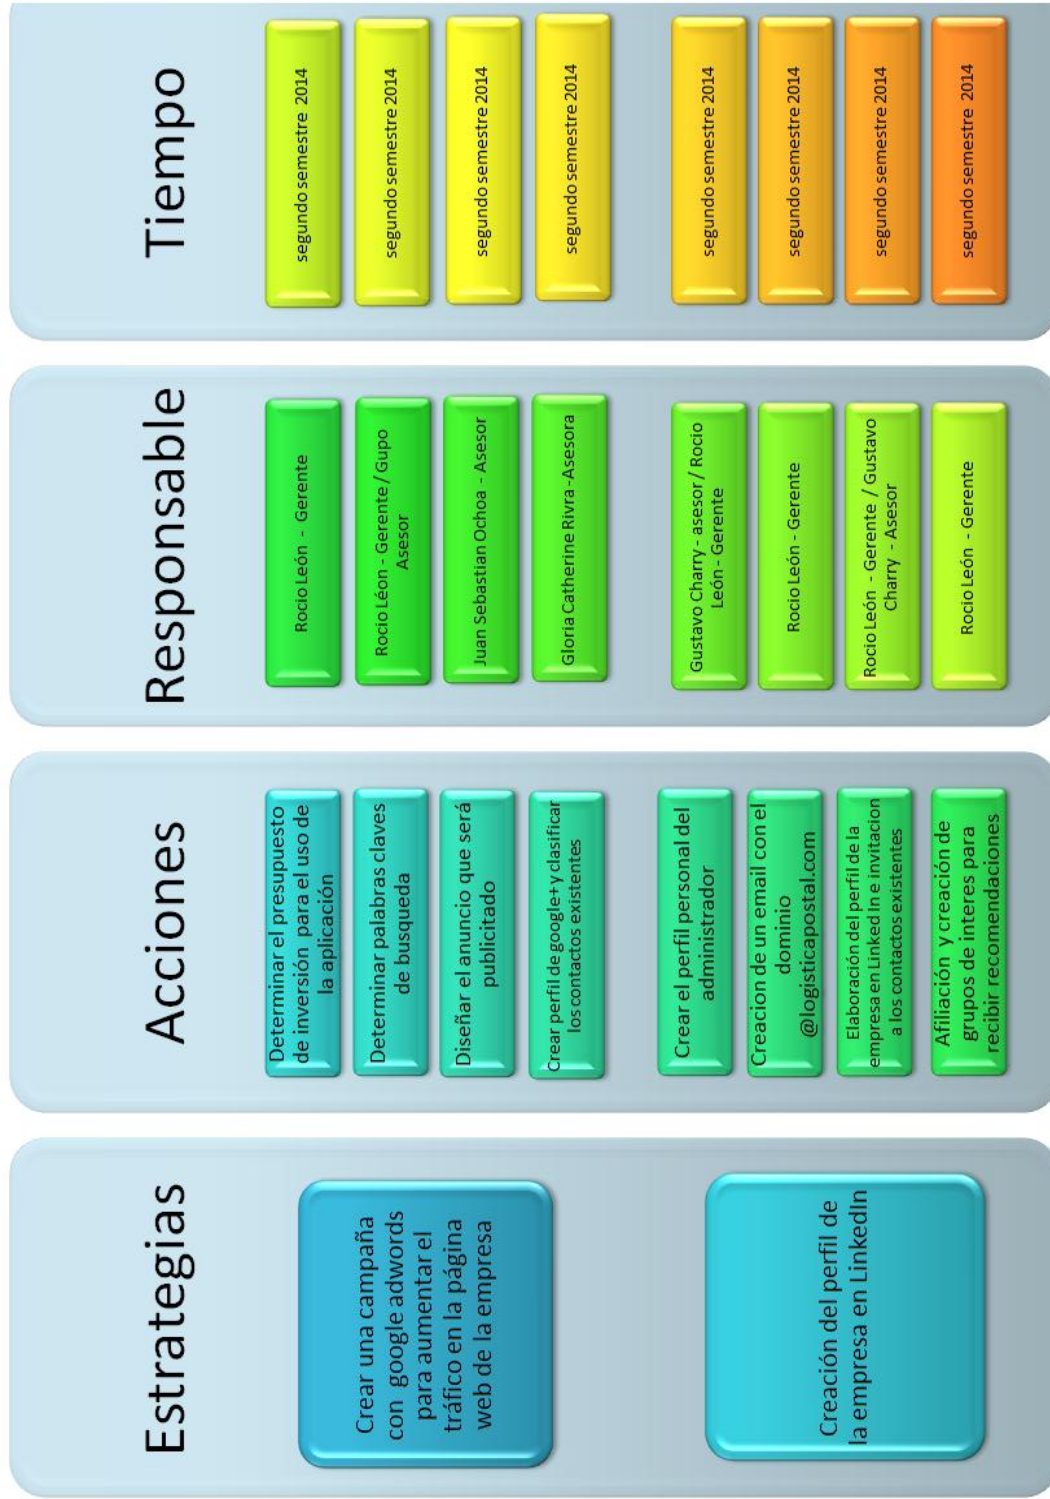 Estrategias
Crear una campaña
con google adwords
para aumentar el
tráfico en la página
web de la empresa
Creación del perfil de
la empresa en LinkedIn
Acciones
Determinar el presupuesto
de inversión para el uso de
la aplicación
Determinar palabras claves
de busqueda
Diseñar el anuncio que será
publicitado
Crear perfil de google+ y clasificar
los contactos existentes
Crear el perfil personal del
administrador
Creacion de un email con el
dominio
@logisticapostal.com
Elaboración del perfil de la
empresa en LinkedIn e invitacion
a los contactos existentes
Afiliación y creación de
grupos de interes para
recibir recomendaciones
Responsable
Rocio León - Gerente
Rocio Léon - Gerente / Gupo
Asesor
Juan Sebastian Ochoa - Asesor
Gloria Catherine Rivra - Asesora
Gustavo Charry - asesor / Rocio
León - Gerente
Rocio León - Gerente
Rocio León - Gerente / Gustavo
Charry - Asesor
Rocio León - Gerente
Tiempo
segundo semestre 2014
segundo semestre 2014
segundo semestre 2014
segundo semestre 2014
segundo semestre 2014
segundo semestre 2014
segundo semestre 2014
segundo semestre 2014